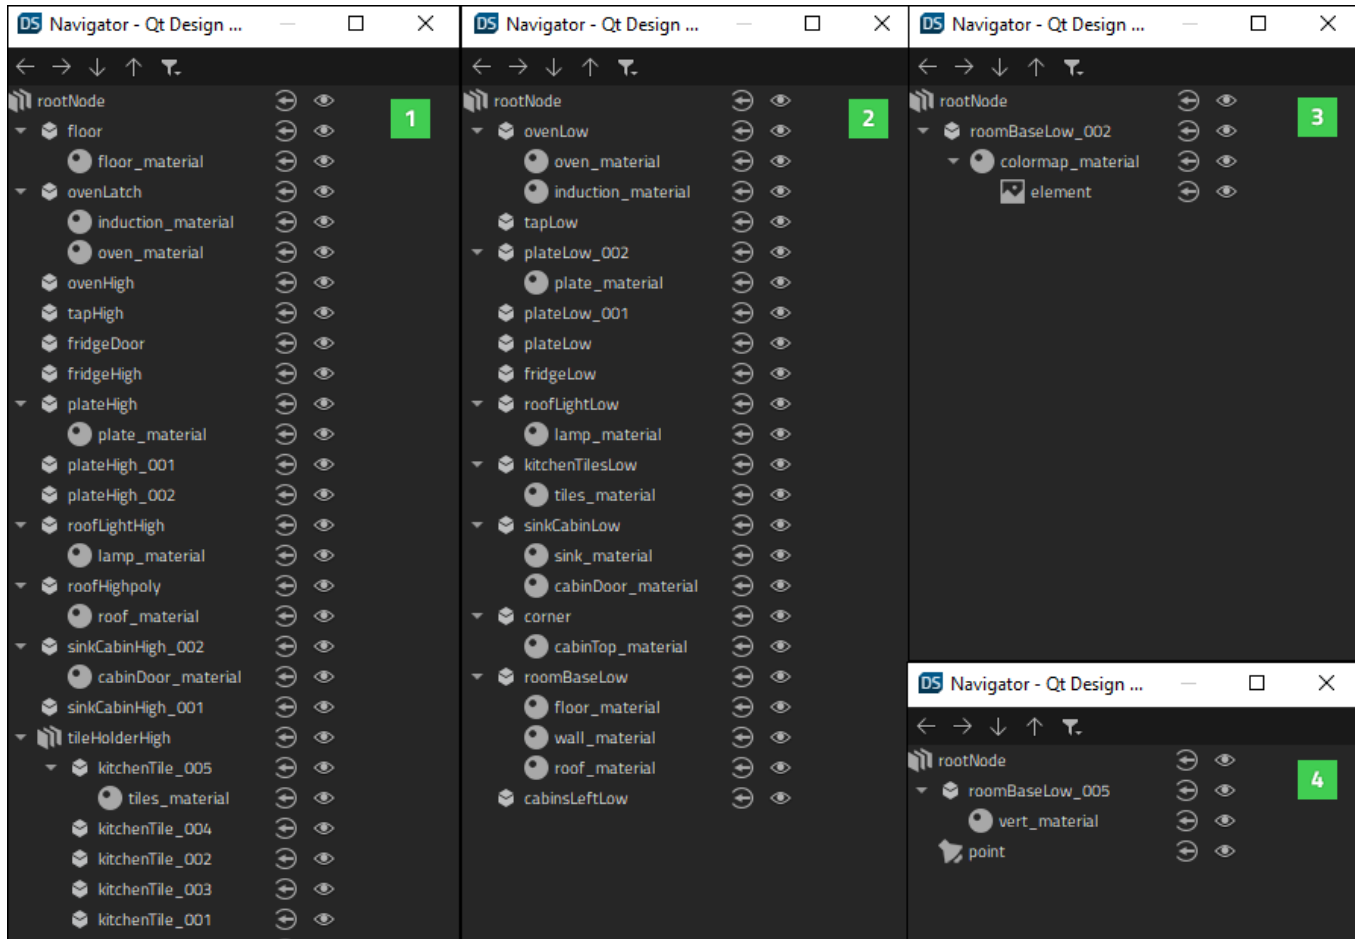 DS Navigator - Qt Design ...
1
rootNode
floor
floor_material
ovenLatch
induction_material
oven_material
ovenHigh
tapHigh
fridgeDoor
fridgeHigh
plateHigh
plate_material
plateHigh_001
plateHigh_002
roofLightHigh
lamp_material
roofHighpoly
roof_material
sinkCabinHigh_002
cabinDoor_material
sinkCabinHigh_001
tileHolderHigh
kitchenTile_005
tiles_material
kitchenTile_004
kitchenTile_002
kitchenTile_003
kitchenTile_001
DS Navigator - Qt Design ...
2
rootNode
ovenLow
oven_material
induction_material
tapLow
plateLow_002
plate_material
plateLow_001
plateLow
fridgeLow
roofLightLow
lamp_material
kitchenTilesLow
tiles_material
sinkCabinLow
sink_material
cabinDoor_material
corner
cabinTop_material
roomBaseLow
floor_material
wall_material
roof_material
cabinsLeftLow
DS Navigator - Qt Design ...
3
rootNode
roomBaseLow_002
colormap_material
element
DS Navigator - Qt Design ...
4
rootNode
roomBaseLow_005
vert_material
point